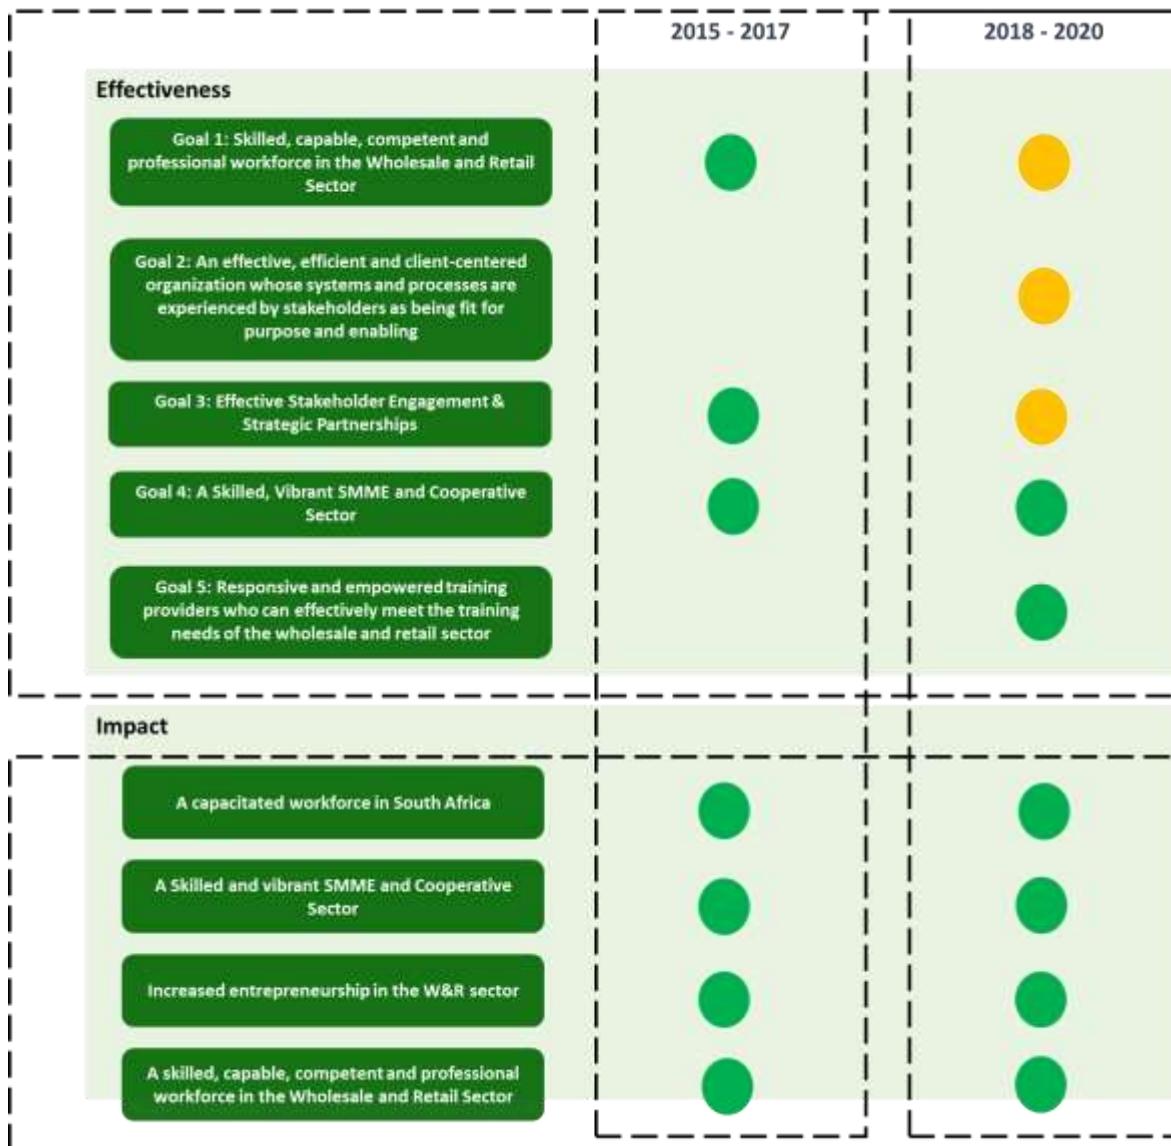 2015 - 2017
2018 - 2020
Effectiveness
Goal 1: Skilled, capable, competent and
professional workforce in the Wholesale and Retail
Sector
Goal 2: An effective, efficient and client-centered
organization whose systems and processes are
experienced by stakeholders as being fit for
purpose and enabling
Goal 3: Effective Stakeholder Engagement &
Strategic Partnerships
Goal 4: A Skilled, Vibrant SMME and Cooperative
Sector
Goal 5: Responsive and empowered training
providers who can effectively meet the training
needs of the wholesale and retail sector
Impact
A capacitated workforce in South Africa
A Skilled and vibrant SMME and Cooperative
Sector
Increased entrepreneurship in the W&R sector
A skilled, capable, competent and professional
workforce in the Wholesale and Retail Sector